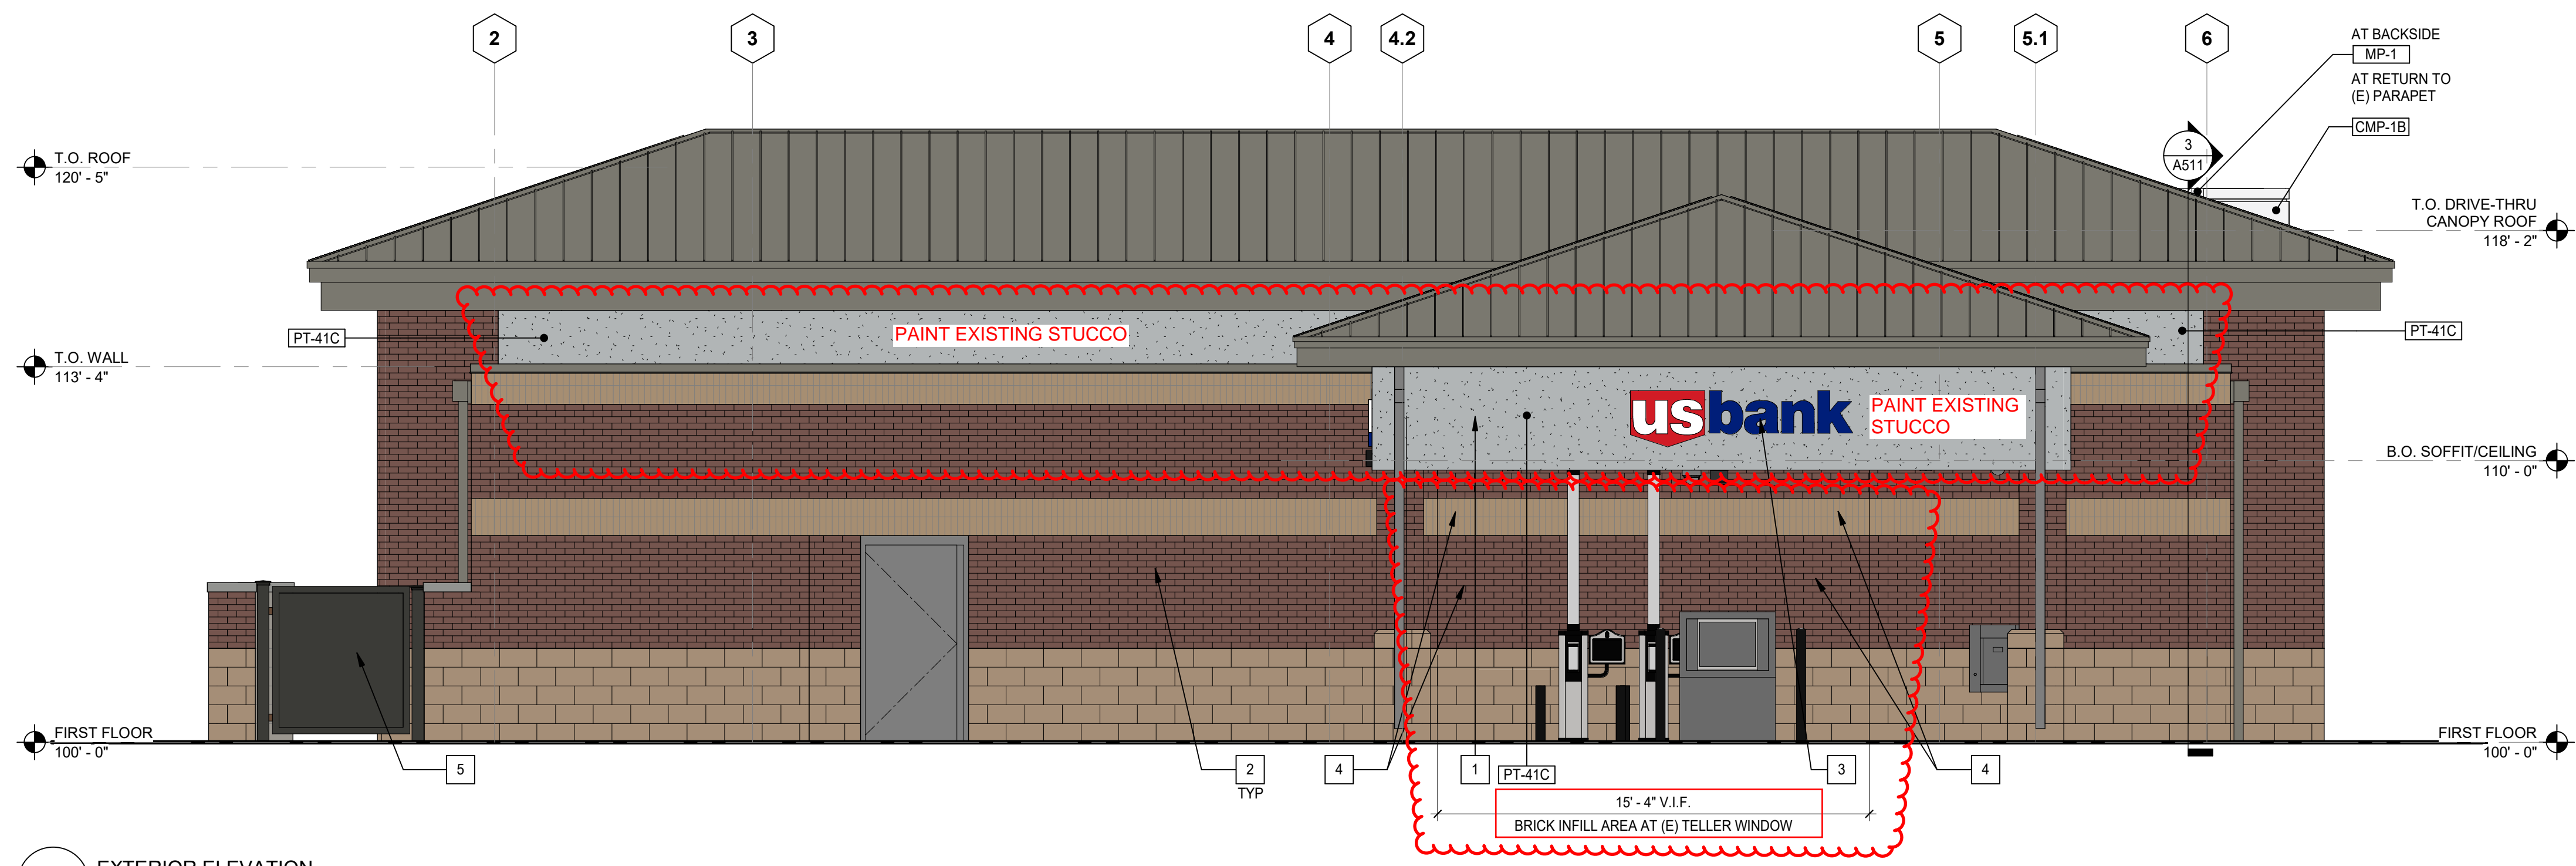 2
3
4
4.2
5
5.1
6
AT BACKSIDE
MP-1
AT RETURN TO
(E) PARAPET
CMP-1B
3
A511
T.O. ROOF
120' - 5"
T.O. DRIVE-THRU
CANOPY ROOF
118' - 2"
PT-41C
PAINT EXISTING STUCCO
PT-41C
T.O. WALL
113' - 4"
usbank
PAINT EXISTING
STUCCO
B.O. SOFFIT/CEILING
110' - 0"
FIRST FLOOR
100' - 0"
FIRST FLOOR
100' - 0"
5
2
TYP
4
1
PT-41C
3
4
15' - 4" V.I.F.
BRICK INFILL AREA AT (E) TELLER WINDOW
EXTERIOR ELEVATION